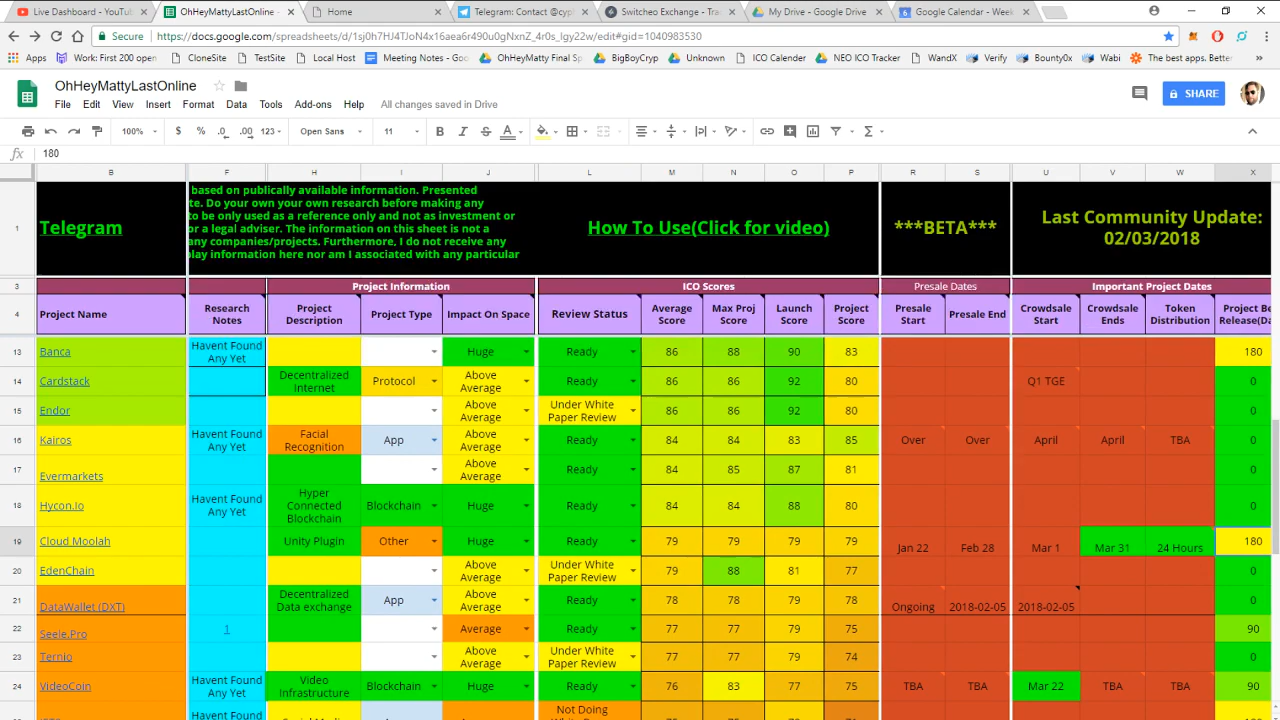 Live Dashboard - YouTu
OhHeyMattyLastOnline -
Home
Telegram: Contact @cyp
Switcheo Exchange - Tra
My Drive - Google Drive
Google Calendar - Week
Secure
https://docs.google.com/spreadsheets/d/1sj0h7HJ4TJoN4x16aea6r490u0gNxnZ_4r0s_lgy22w/edit#gid=1040983530
Apps
Work: First 200 open
CloneSite
TestSite
Local Host
Meeting Notes - Goo
OhHeyMatty Final Sp
BigBoyCryp
Unknown
ICO Calender
NEO ICO Tracker
WandX
Verify
Bounty0x
Wabi
The best apps. Better
OhHeyMattyLastOnline
File Edit View Insert Format Data Tools Add-ons Help All changes saved in Drive
SHARE
100% $ % .0 .00 123 Open Sans 11 B I S A
fx 180
B F H I J L M N O P R S U V W X
1
Telegram
based on publically available information. Presented
te. Do your own your own research before making any
to be only used as a reference only and not as investment or
or a legal adviser. The information on this sheet is not a
any companies/projects. Furthermore, I do not receive any
play information here nor am I associated with any particular
How To Use(Click for video)
***BETA***
Last Community Update:
02/03/2018
3 Project Information ICO Scores Presale Dates Important Project Dates
4 Project Name
Research
Notes
Project
Description
Project Type
Impact On Space
Review Status
Average
Score
Max Proj
Score
Launch
Score
Project
Score
Presale
Start
Presale End
Crowdsale
Start
Crowdsale
Ends
Token
Distribution
Project Be
Release(Da
13 Banca
Havent Found
Any Yet
Huge Ready 86 88 90 83 180
14 Cardstack
Decentralized
Internet
Protocol
Above
Average
Ready 86 86 92 80 Q1 TGE 0
15 Endor
Above
Average
Under White
Paper Review
86 86 92 80 0
16 Kairos
Havent Found
Any Yet
Facial
Recognition
App
Above
Average
Ready 84 84 83 85 Over Over April April TBA 0
17 Evermarkets
Above
Average
Ready 84 85 87 81 0
18 Hycon.Io
Havent Found
Any Yet
Hyper
Connected
Blockchain
Blockchain Huge Ready 84 84 88 80 0
19 Cloud Moolah Unity Plugin Other Huge Ready 79 79 79 79 Jan 22 Feb 28 Mar 1 Mar 31 24 Hours 180
20 EdenChain
Above
Average
Under White
Paper Review
79 88 81 77 0
21 DataWallet (DXT)
Decentralized
Data exchange
App
Above
Average
Ready 78 78 78 78 Ongoing 2018-02-05 2018-02-05 0
22 Seele.Pro 1 Average Ready 77 77 79 75 90
23 Ternio
Above
Average
Under White
Paper Review
77 77 79 74 0
24 VideoCoin
Havent Found
Any Yet
Video
Infrastructure
Blockchain Huge Ready 76 83 77 75 TBA TBA Mar 22 TBA TBA 90
Havent Found
Not Doing